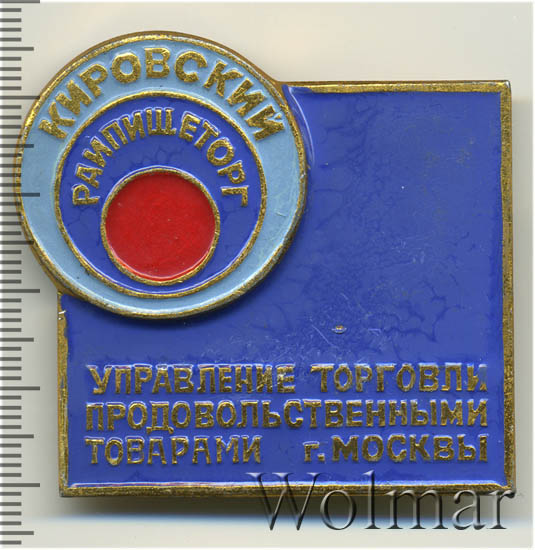 КИРОВСКИЙ
РАЙПИЩЕТОРГ
УПРАВЛЕНИЕ ТОРГОВЛИ
ПРОДОВОЛЬСТВЕННЫМИ
ТОВАРАМИ г. МОСКВЫ
Wolmar